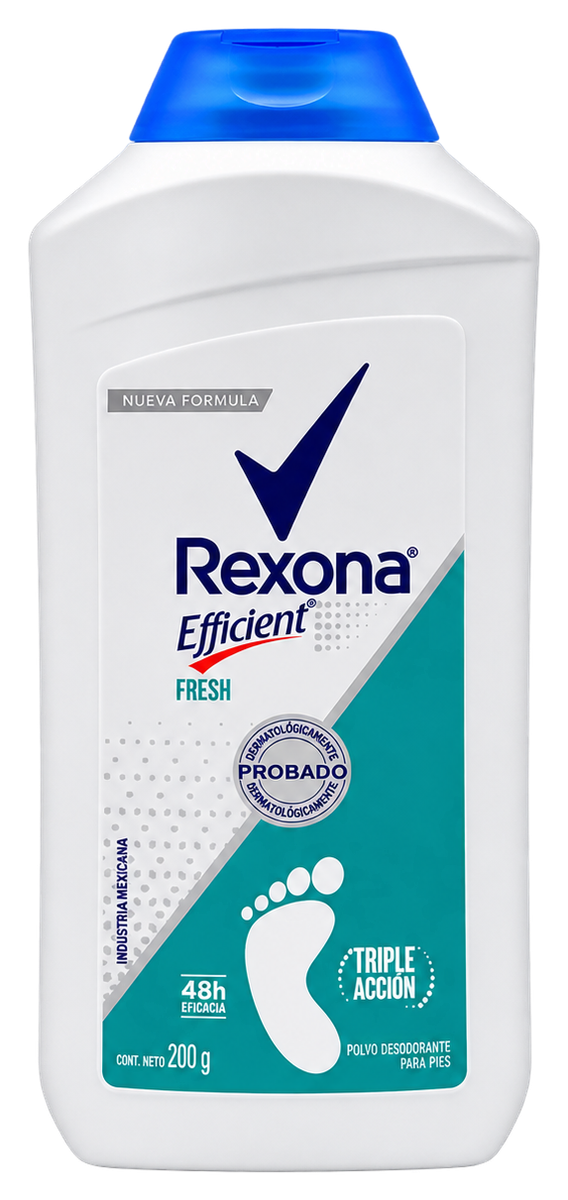 NUEVA FORMULA
Rexona®
Efficient®
FRESH
DERMATOLÓGICAMENTE
PROBADO
DERMATOLÓGICAMENTE
INDUSTRIA MEXICANA
TRIPLE
ACCIÓN
48h
EFICACIA
POLVO DESODORANTE
PARA PIES
CONT. NETO 200 g